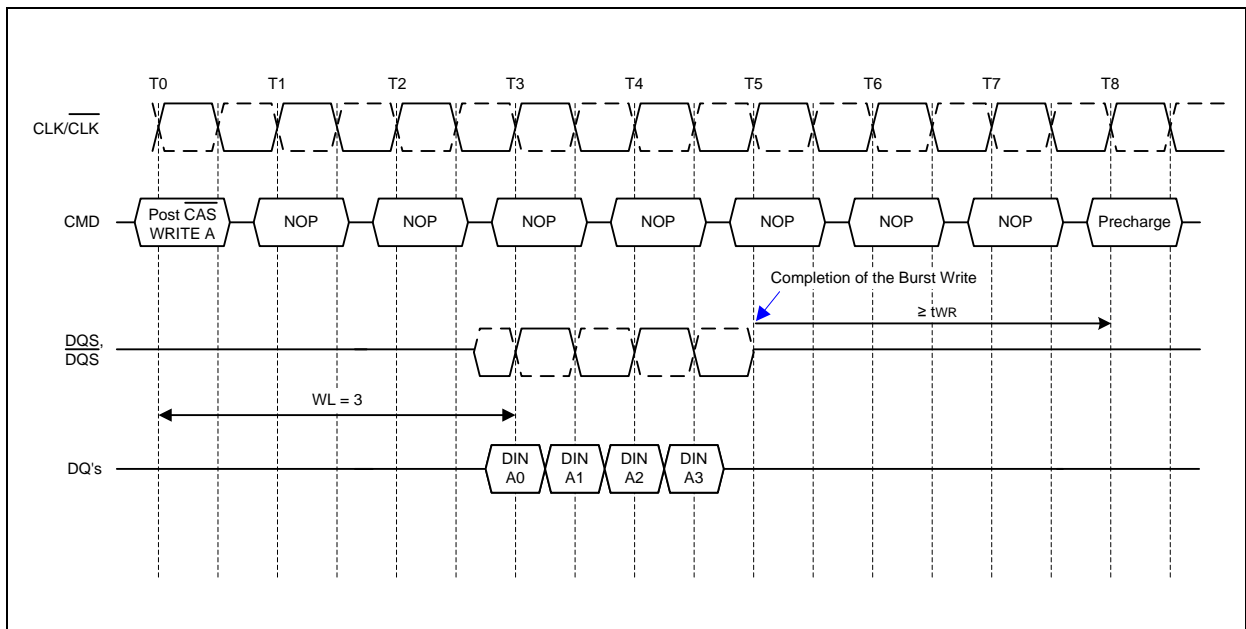 T0 T1 T2 T3 T4 T5 T6 T7 T8
CLK/CLK
CMD
Post CAS
WRITE A
NOP NOP NOP NOP NOP NOP NOP Precharge
Completion of the Burst Write
≥ tWR
DQS,
DQS
WL = 3
DQ's
DIN DIN DIN DIN
A0 A1 A2 A3